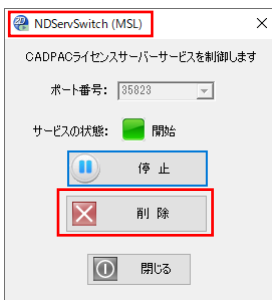 NDServSwitch (MSL)
CADPACライセンスサーバーサービスを制御します
ポート番号: 35823
サービスの状態: 開始
停 止
削 除
閉じる